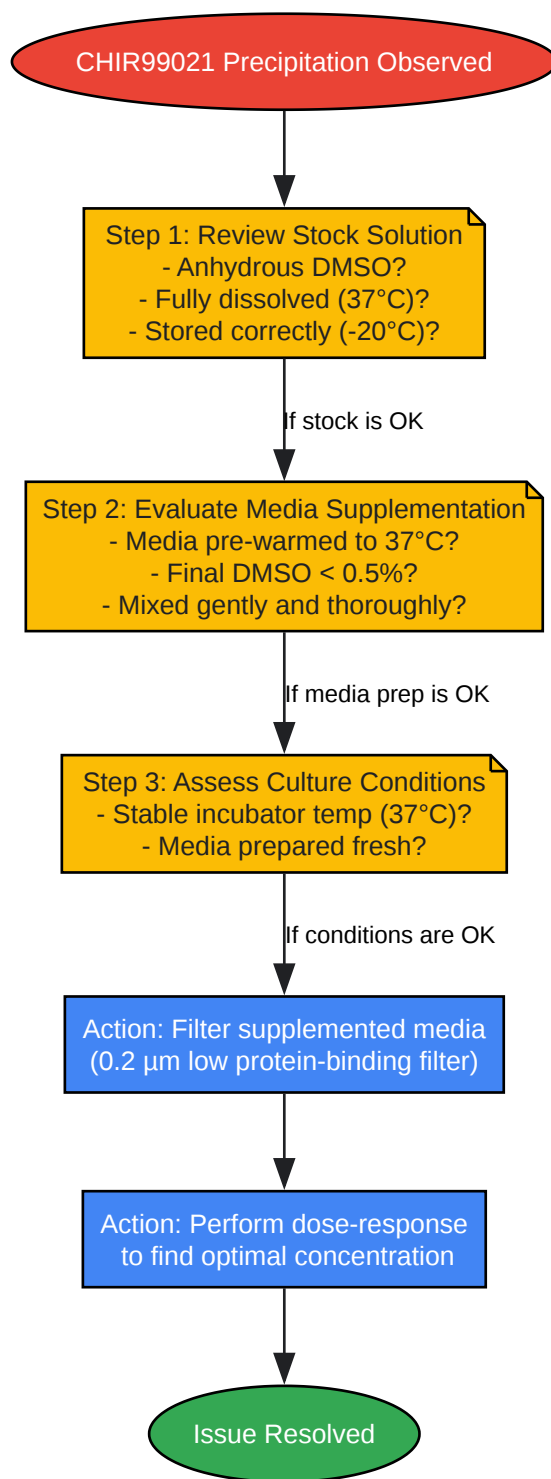 CHIR99021 Precipitation Observed
Step 1: Review Stock Solution
- Anhydrous DMSO?
- Fully dissolved (37°C)?
- Stored correctly (-20°C)?
If stock is OK
Step 2: Evaluate Media Supplementation
- Media pre-warmed to 37°C?
- Final DMSO < 0.5%?
- Mixed gently and thoroughly?
If media prep is OK
Step 3: Assess Culture Conditions
- Stable incubator temp (37°C)?
- Media prepared fresh?
If conditions are OK
Action: Filter supplemented media
(0.2 µm low protein-binding filter)
Action: Perform dose-response
to find optimal concentration
Issue Resolved